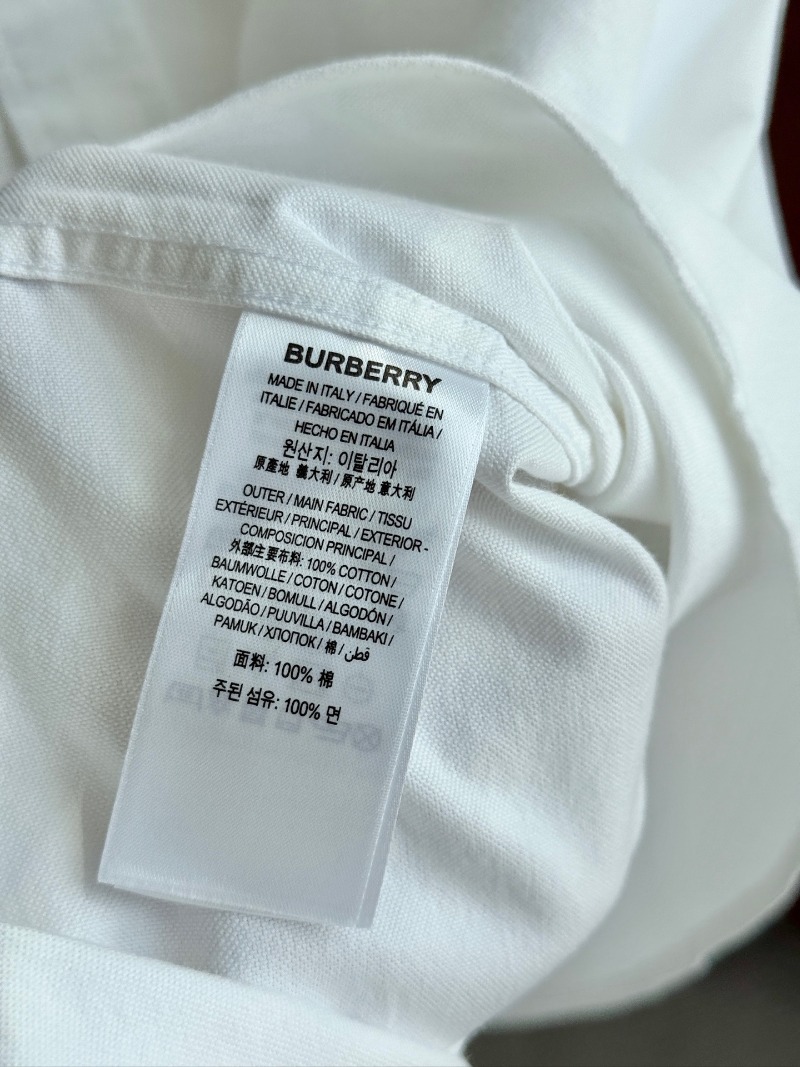 BURBERRY
MADE IN ITALY / FABRIQUÉ EN
ITALIE / FABRICADO EM ITÁLIA /
HECHO EN ITALIA
원산지: 이탈리아
原產地 義大利 / 原产地 意大利
OUTER / MAIN FABRIC / TISSU
EXTÉRIEUR / PRINCIPAL / EXTERIOR -
COMPOSICION PRINCIPAL /
外部主要布料: 100% COTTON /
BAUMWOLLE / COTON / COTONE /
KATOEN / BOMULL / ALGODÓN /
ALGODÃO / PUUVILLA / BAMBAKI /
PAMUK / ХЛОПОК / 棉 / قطن
面料: 100% 棉
주된 섬유: 100% 면